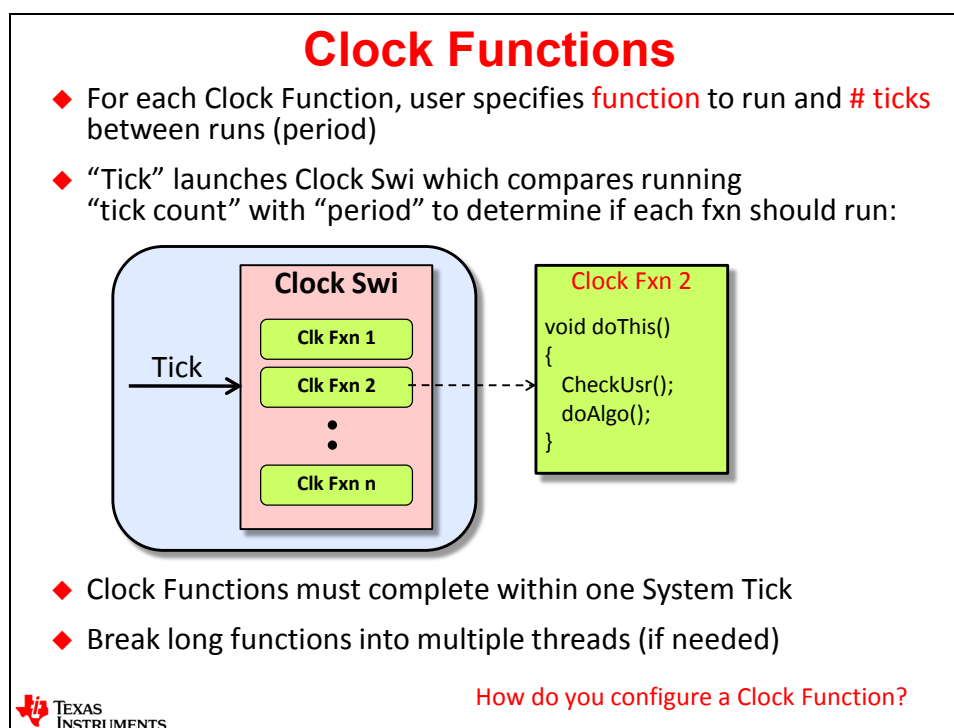 Clock Functions
For each Clock Function, user specifies function to run and # ticks
between runs (period)
“Tick” launches Clock Swi which compares running
“tick count” with “period” to determine if each fxn should run:
Clock Swi
Clk Fxn 1
Tick
Clk Fxn 2
Clk Fxn n
Clock Fxn 2
void doThis()
{
CheckUsr();
doAlgo();
}
Clock Functions must complete within one System Tick
Break long functions into multiple threads (if needed)
How do you configure a Clock Function?
TEXAS
INSTRUMENTS